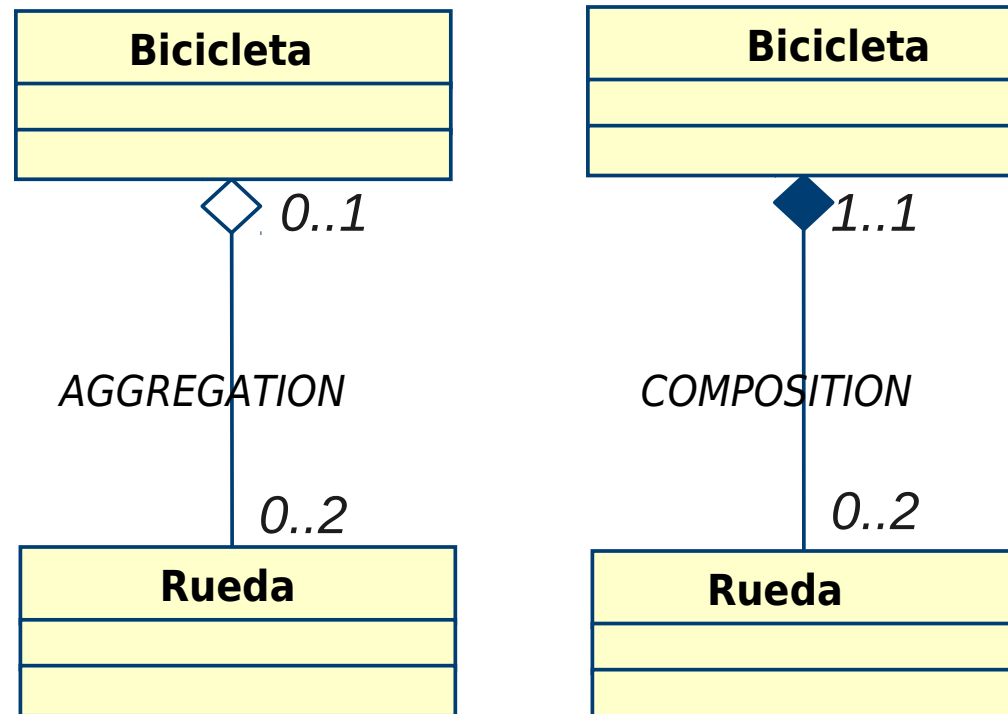 Bicicleta
0..1
AGGREGATION
0..2
Rueda
Bicicleta
1..1
COMPOSITION
0..2
Rueda